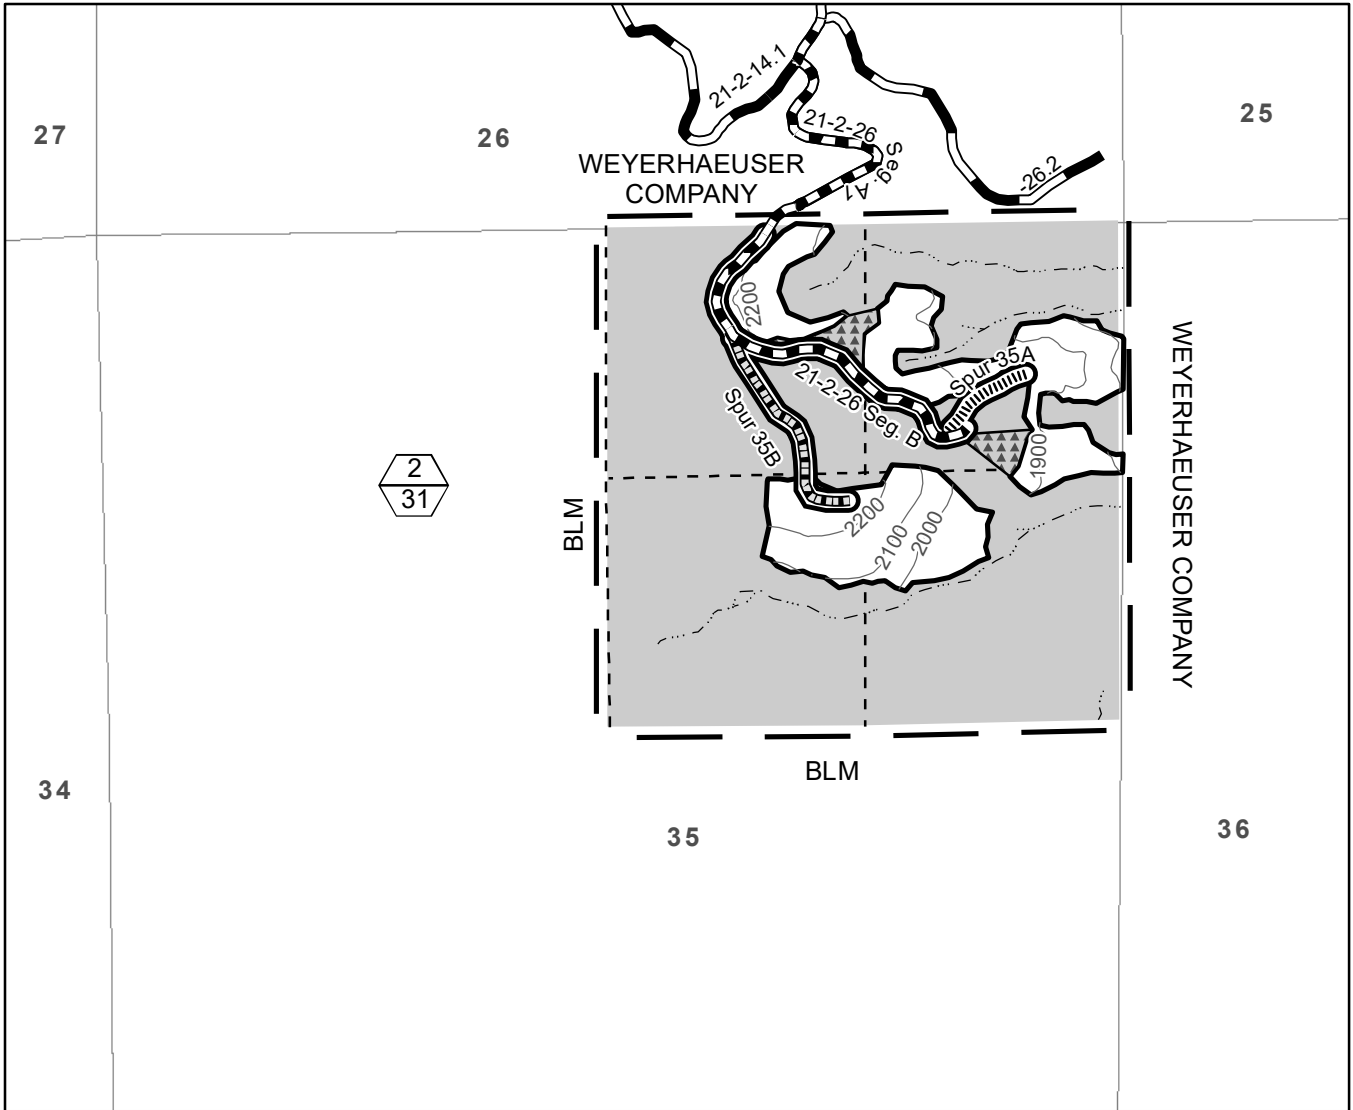 21-2-14.1
25
27
26
21-2-26
Seg. A1
WEYERHAEUSER
COMPANY
-26.2
2200
Spur 35A
21-2-26 Seg. B
Spur 35B
1900
WEYERHAEUSER COMPANY
2
31
BLM
2200
2100
2000
BLM
34
35
36